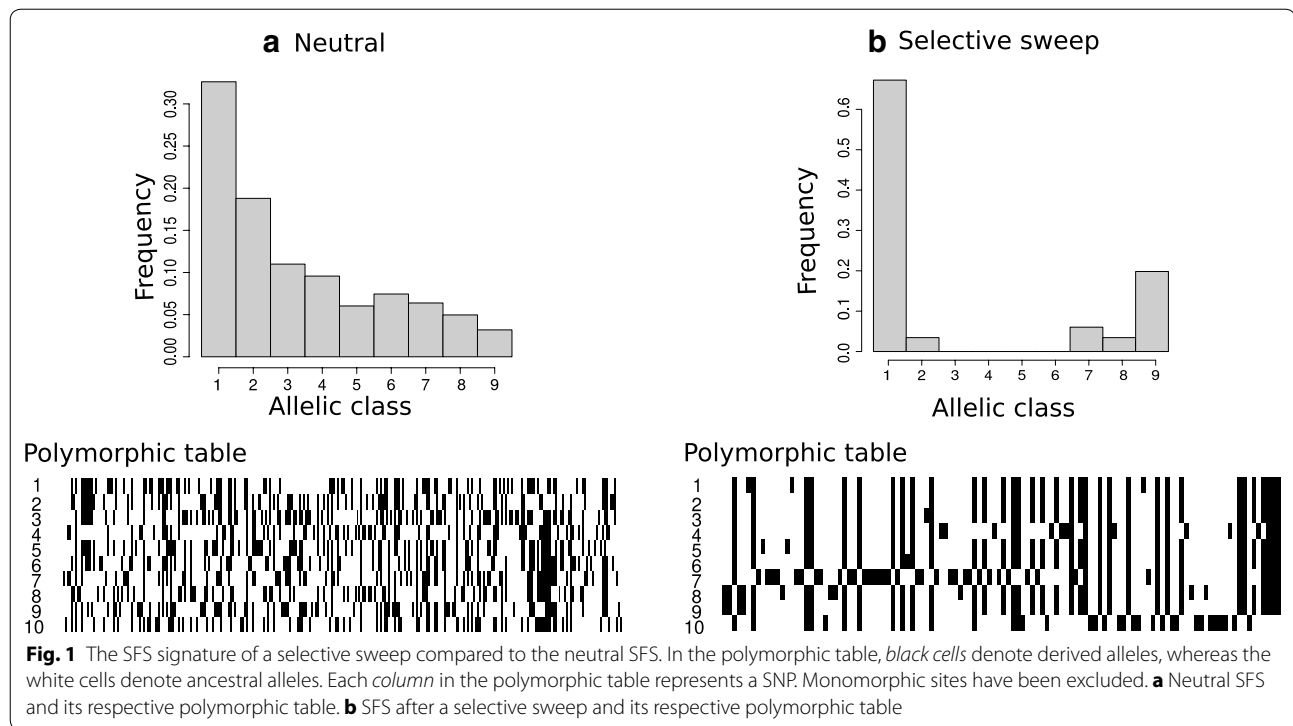 a Neutral
b Selective sweep
Frequency
0.00 0.05 0.10 0.15 0.20 0.25 0.30
1 2 3 4 5 6 7 8 9
Allelic class
Frequency
0.0 0.1 0.2 0.3 0.4 0.5 0.6
1 2 3 4 5 6 7 8 9
Allelic class
Polymorphic table
1
2
3
4
5
6
7
8
9
10
Polymorphic table
1
2
3
4
5
6
7
8
9
10
Fig. 1 The SFS signature of a selective sweep compared to the neutral SFS. In the polymorphic table, black cells denote derived alleles, whereas the
white cells denote ancestral alleles. Each column in the polymorphic table represents a SNP. Monomorphic sites have been excluded. a Neutral SFS
and its respective polymorphic table. b SFS after a selective sweep and its respective polymorphic table